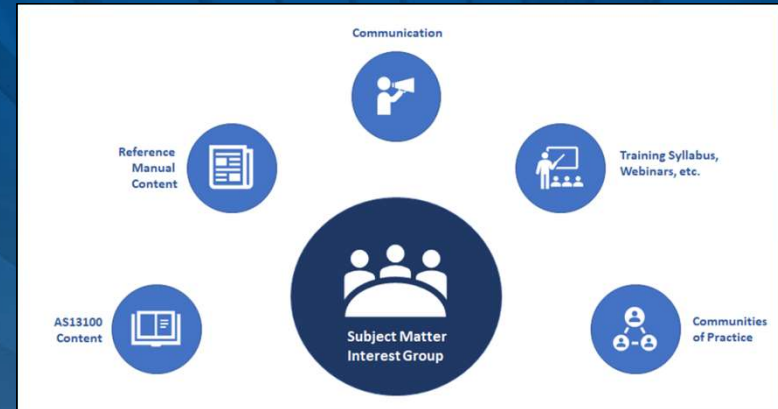 Communication
Reference
Manual
Content
Training Syllabus,
Webinars, etc.
AS13100
Content
Subject Matter
Interest Group
Communities
of Practice